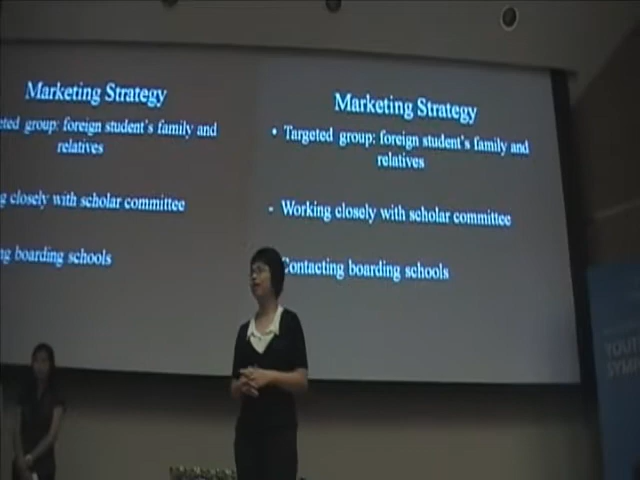 Marketing Strategy
eted group: foreign student's family and
relatives
g closely with scholar committee
ng boarding schools
Marketing Strategy
• Targeted group: foreign student's family and
relatives
- Working closely with scholar committee
Contacting boarding schools